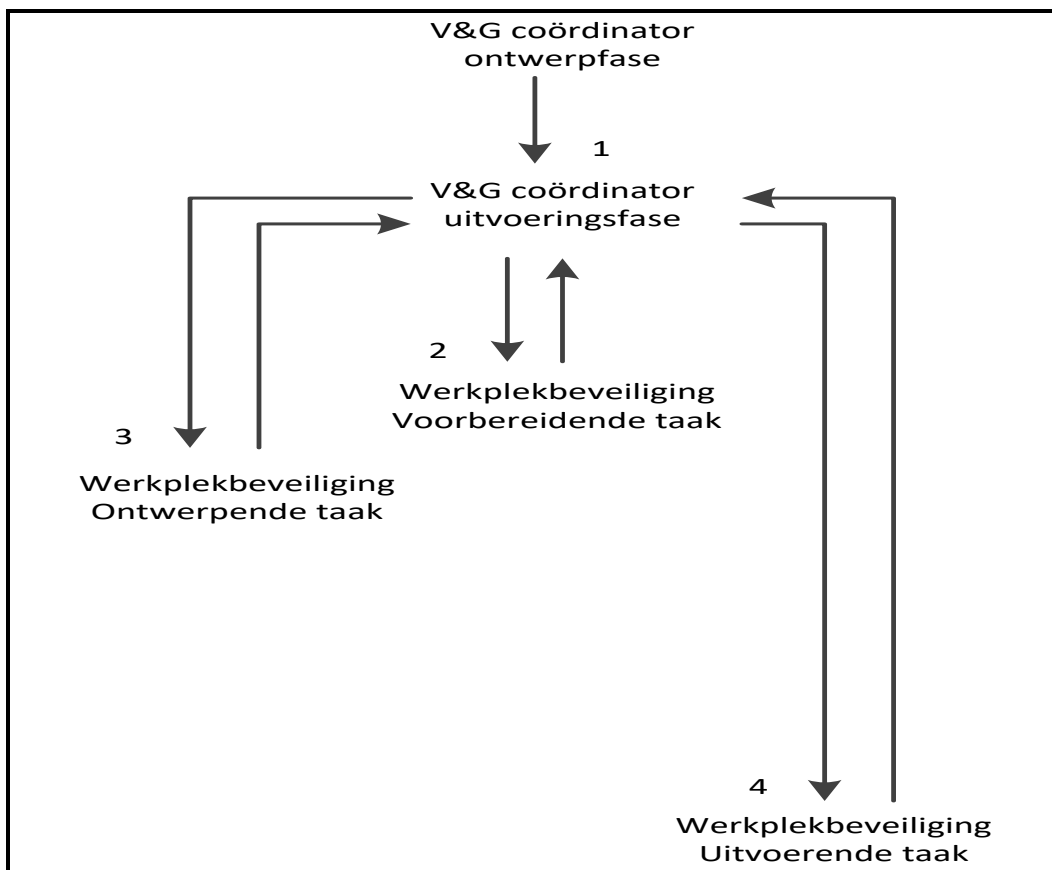 V&G coördinator
ontwerpfase
1
V&G coördinator
uitvoeringsfase
2
Werkplekbeveiliging
Voorbereidende taak
3
Werkplekbeveiliging
Ontwerpende taak
4
Werkplekbeveiliging
Uitvoerende taak